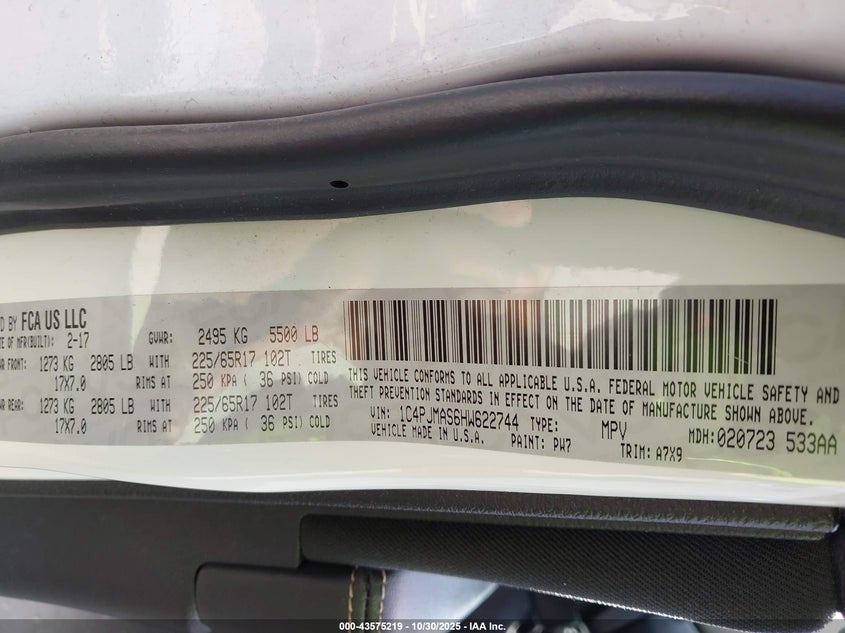 D BY FCA US LLC
TE OF MFR(BUILT): 2-17 GVWR: 2495 KG 5500 LB
R FRONT: 1273 KG 2805 LB WITH 225/65R17 102T TIRES
17X7.0 RIMS AT 250 KPA ( 36 PSI) COLD
R REAR: 1273 KG 2805 LB WITH 225/65R17 102T TIRES
17X7.0 RIMS AT 250 KPA ( 36 PSI) COLD
THIS VEHICLE CONFORMS TO ALL APPLICABLE U.S.A. FEDERAL MOTOR VEHICLE SAFETY AND
THEFT PREVENTION STANDARDS IN EFFECT ON THE DATE OF MANUFACTURE SHOWN ABOVE.
VIN: 1C4PJMAS6HW622744 TYPE: MPV MDH: 020723 533AA
VEHICLE MADE IN U.S.A. PAINT: PW7 TRIM: A7X9
000-43575219 - 10/30/2025 - IAA Inc.